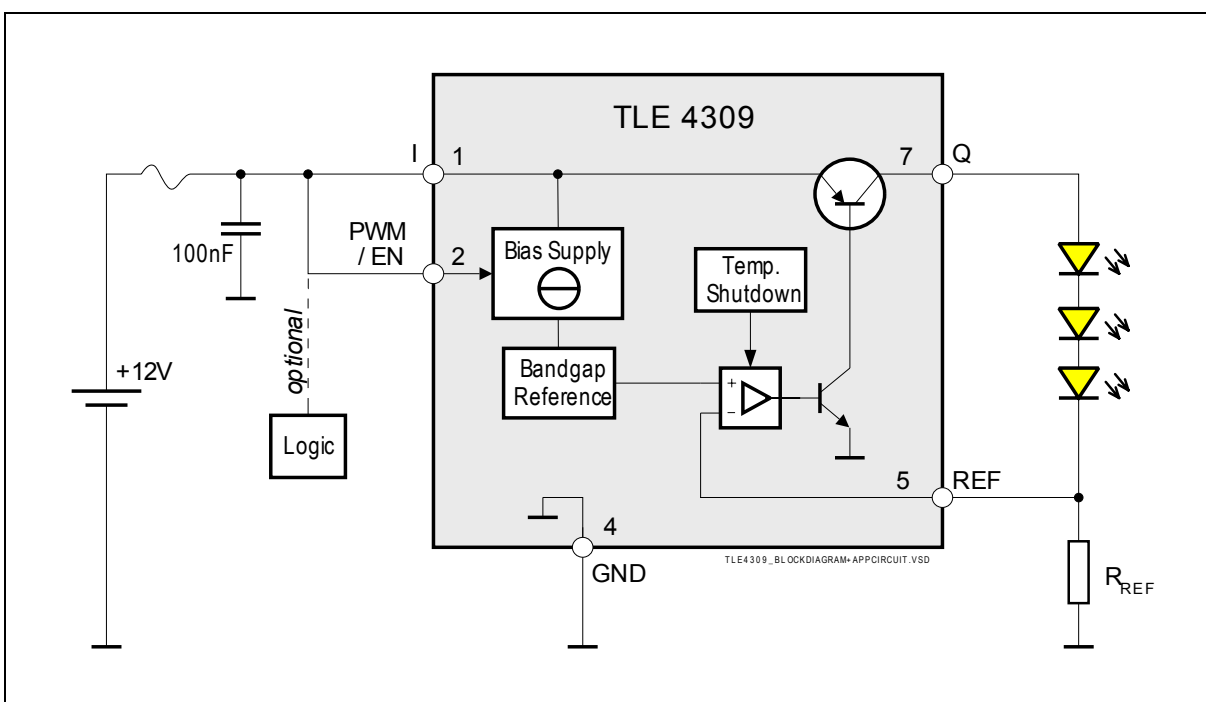 TLE 4309
I
1
7
Q
PWM
/ EN
2
100nF
Bias Supply
Temp.
Shutdown
optional
+12V
Bandgap
Reference
+
−
Logic
5
REF
4
GND
TLE4309_BLOCKDIAGRAM+APPCIRCUIT.VSD
RREF